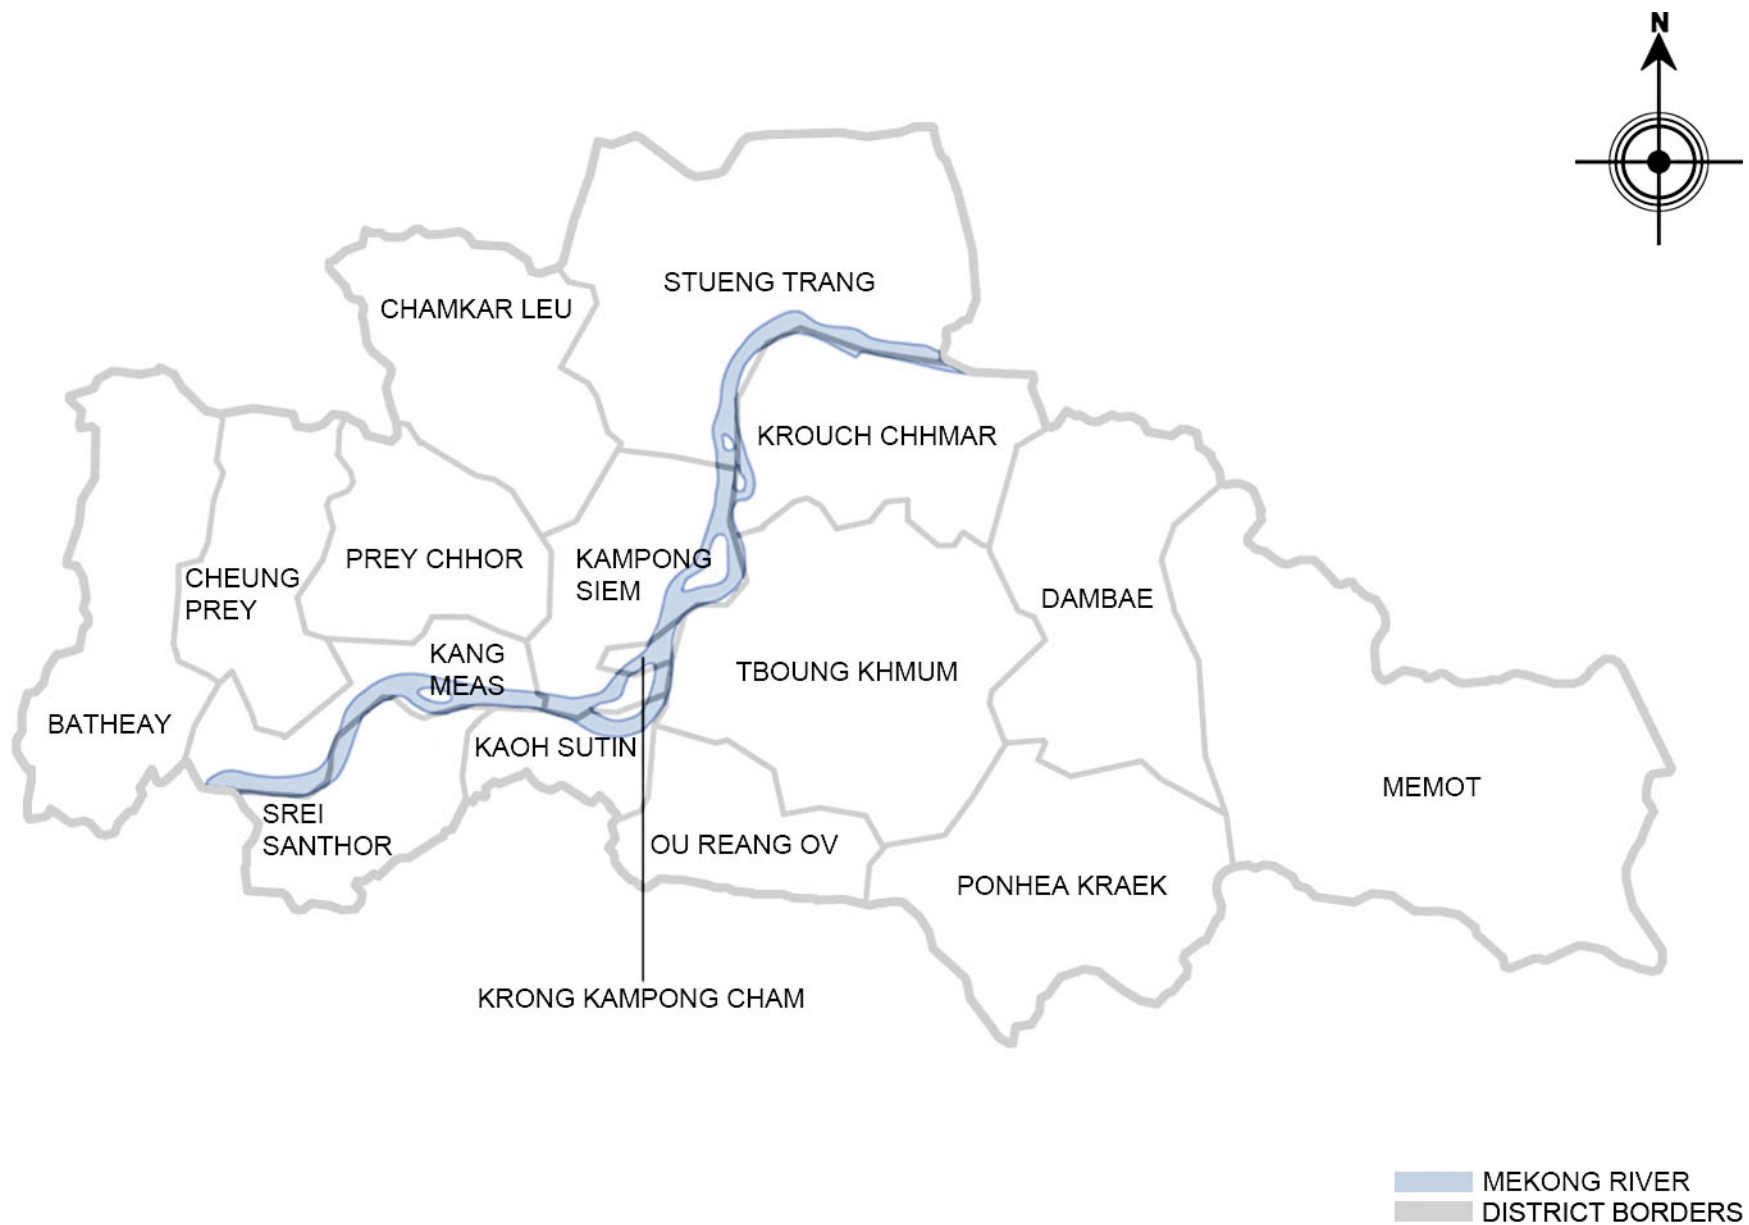 N
STUENG TRANG
CHAMKAR LEU
KROUCH CHHMAR
PREY CHHOR
KAMPONG
SIEM
CHEUNG
PREY
DAMBAE
KANG
MEAS
TBOUNG KHMUM
BATHEAY
KAOH SUTIN
MEMOT
SREI
SANTHOR
OU REANG OV
PONHEA KRAEK
KRONG KAMPONG CHAM
MEKONG RIVER
DISTRICT BORDERS